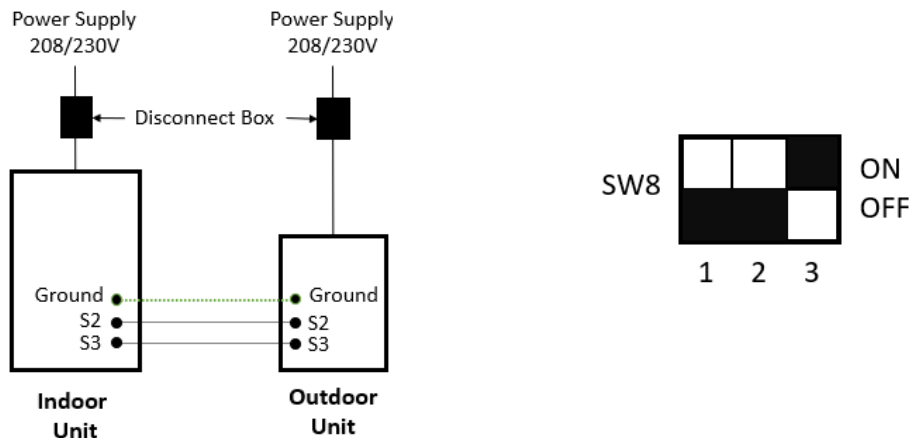 Power Supply
208/230V
Power Supply
208/230V
Disconnect Box
Ground
S2
S3
Ground
S2
S3
Indoor
Unit
Outdoor
Unit
SW8
ON
OFF
1 2 3